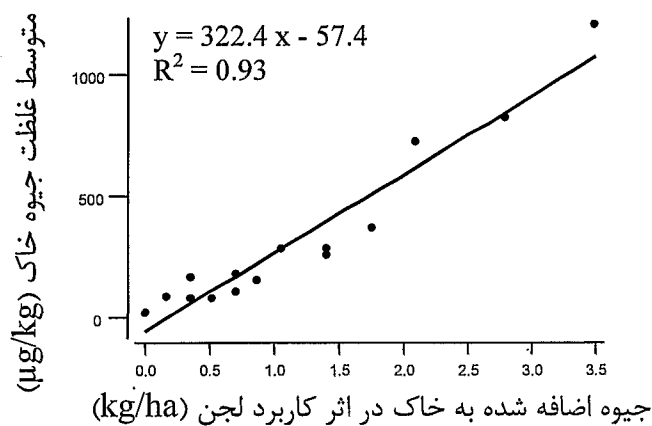 y = 322.4 x - 57.4
R² = 0.93
متوسط غلظت جیوه خاک (µg/kg)
1000
500
0
0.0 0.5 1.0 1.5 2.0 2.5 3.0 3.5
جیوه اضافه شده به خاک در اثر کاربرد لجن (kg/ha)